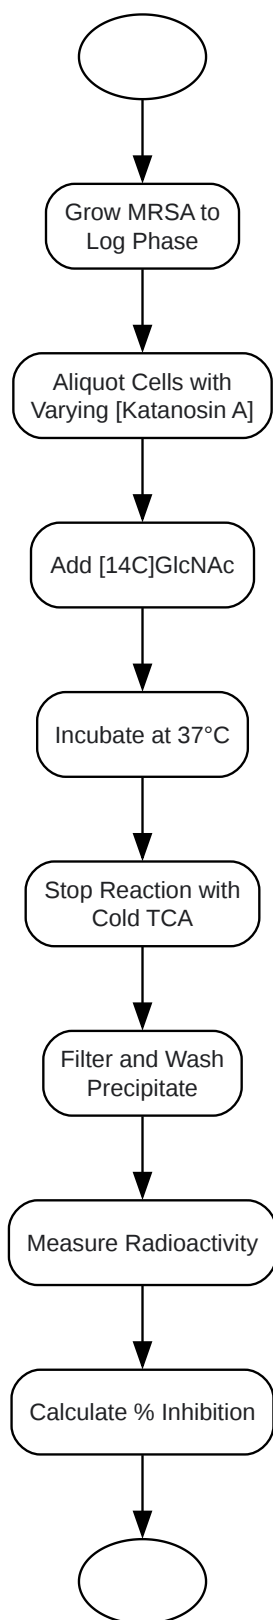 Grow MRSA to
Log Phase
Aliquot Cells with
Varying [Katanosin A]
Add [14C]GlcNAc
Incubate at 37°C
Stop Reaction with
Cold TCA
Filter and Wash
Precipitate
Measure Radioactivity
Calculate % Inhibition